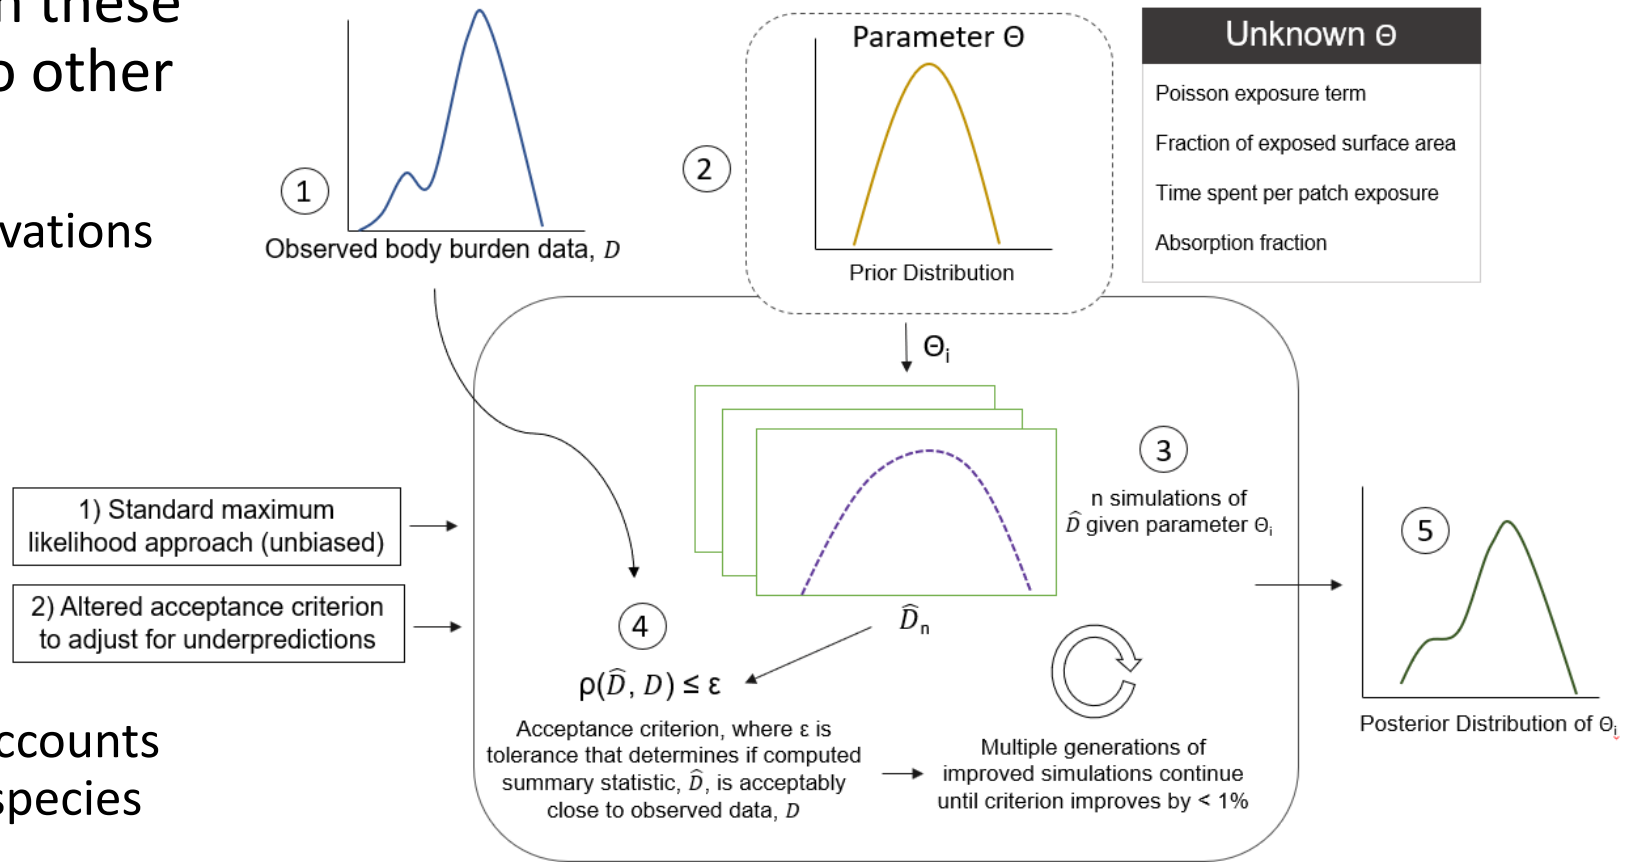 n these
o other
vations
ccounts
species
1
Observed body burden data, D
2
Parameter Θ
Prior Distribution
Unknown Θ
Poisson exposure term
Fraction of exposed surface area
Time spent per patch exposure
Absorption fraction
Θi
3
n simulations of
D̂ given parameter Θi
D̂n
1) Standard maximum
likelihood approach (unbiased)
2) Altered acceptance criterion
to adjust for underpredictions
4
ρ(D̂, D) ≤ ε
Acceptance criterion, where ε is
tolerance that determines if computed
summary statistic, D̂, is acceptably
close to observed data, D
Multiple generations of
improved simulations continue
until criterion improves by < 1%
5
Posterior Distribution of Θi